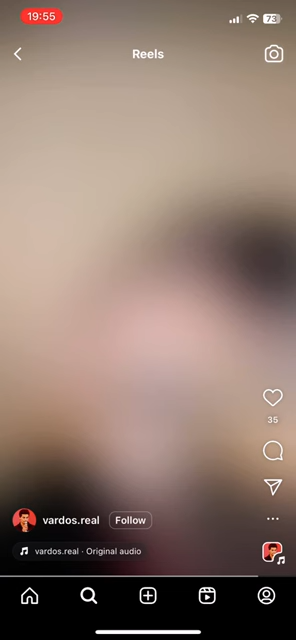 19:55
73
Reels
35
vardos.real
Follow
vardos.real · Original audio